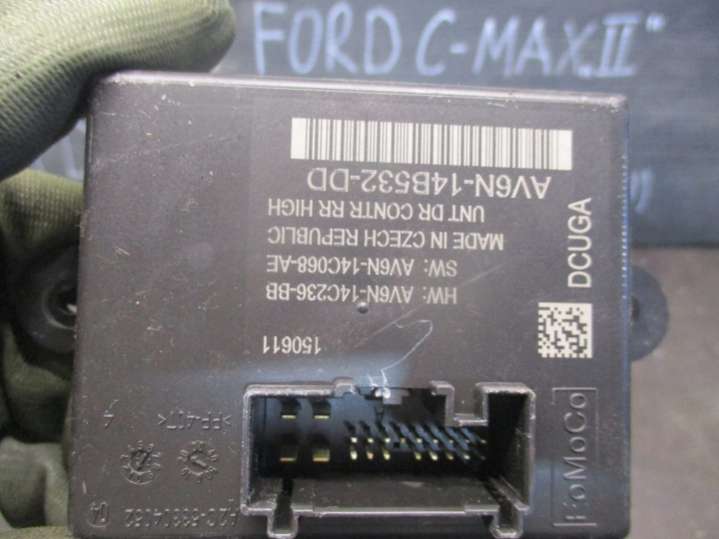 FORD C-MAX II"
AV6N-14B532-DD
UNT DR CONTR RR HIGH
MADE IN CZECH REPUBLIC
SW: AV6N-14C068-AE
HW: AV6N-14C236-BB
150611
DCUGA
FoMoCo